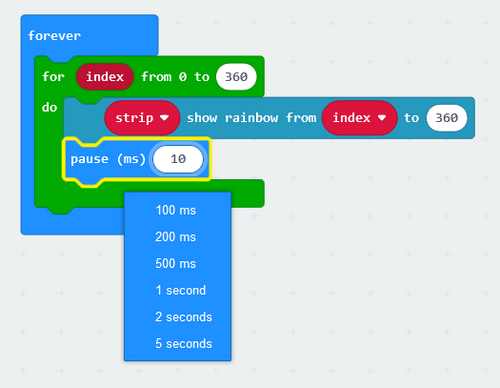 forever
for index from 0 to 360
do
strip show rainbow from index to 360
pause (ms) 10
100 ms
200 ms
500 ms
1 second
2 seconds
5 seconds